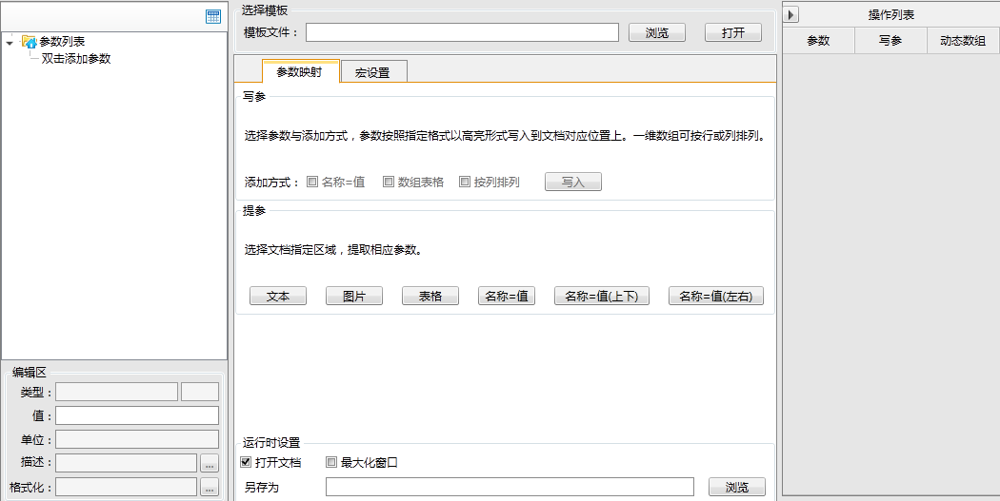 参数列表
双击添加参数
编辑区
类型：
值：
单位：
描述：
...
格式化：
...
选择模板
模板文件：
浏览
打开
参数映射
宏设置
写参
选择参数与添加方式，参数按照指定格式以高亮形式写入到文档对应位置上。一维数组可按行或列排列。
添加方式：
名称=值
数组表格
按列排列
写入
提参
选择文档指定区域，提取相应参数。
文本
图片
表格
名称=值
名称=值(上下)
名称=值(左右)
运行时设置
打开文档
最大化窗口
另存为
浏览
操作列表
参数
写参
动态数组